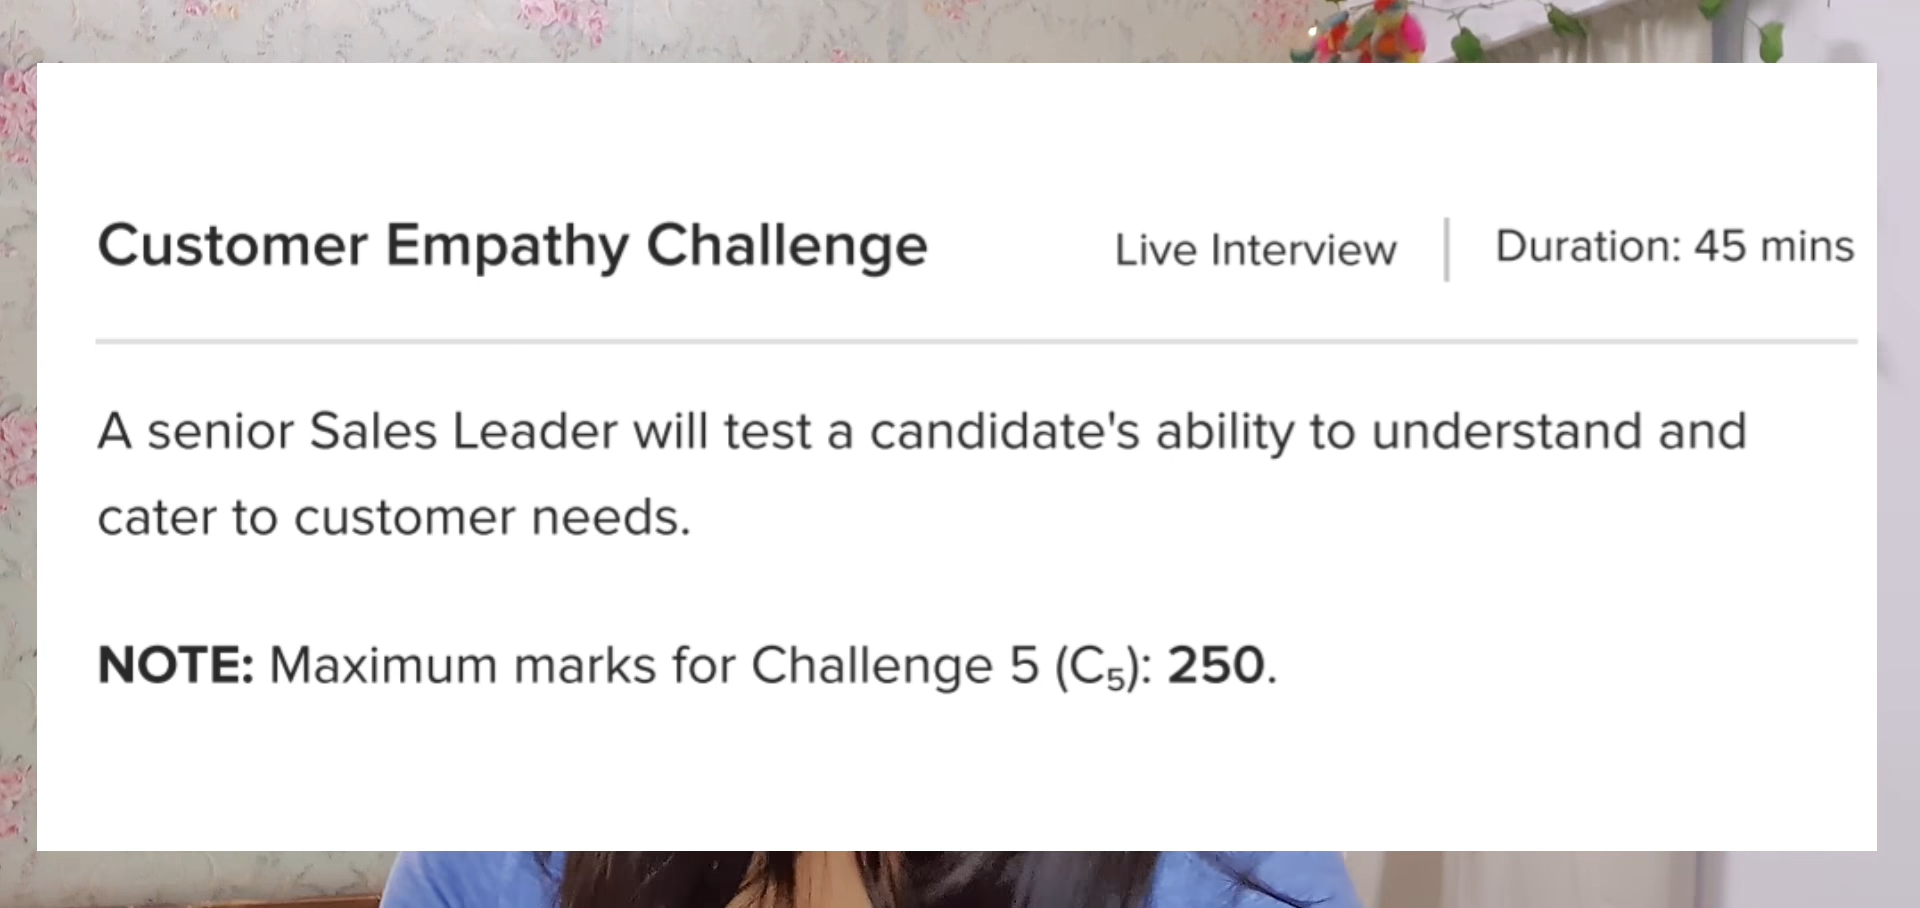 Customer Empathy Challenge
Live Interview | Duration: 45 mins
A senior Sales Leader will test a candidate's ability to understand and
cater to customer needs.
NOTE: Maximum marks for Challenge 5 (C₅): 250.